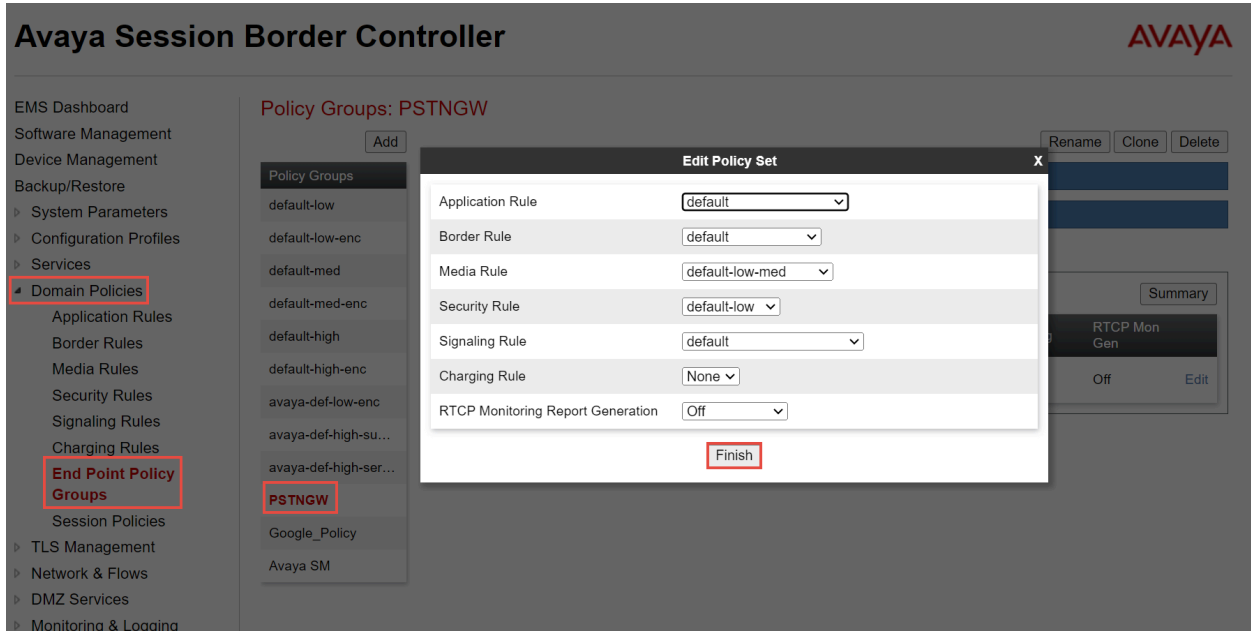 Avaya Session Border Controller
AVAYA
EMS Dashboard
Software Management
Device Management
Backup/Restore
System Parameters
Configuration Profiles
Services
Domain Policies
Application Rules
Border Rules
Media Rules
Security Rules
Signaling Rules
Charging Rules
End Point Policy
Groups
Session Policies
TLS Management
Network & Flows
DMZ Services
Monitoring & Logging
Policy Groups: PSTNGW
Add
Rename Clone Delete
Policy Groups
default-low
default-low-enc
default-med
default-med-enc
default-high
default-high-enc
avaya-def-low-enc
avaya-def-high-su...
avaya-def-high-ser...
PSTNGW
Google_Policy
Avaya SM
Edit Policy Set X
Application Rule default
Border Rule default
Media Rule default-low-med
Security Rule default-low
Signaling Rule default
Charging Rule None
RTCP Monitoring Report Generation Off
Finish
Summary
RTCP Mon
Gen
Off Edit